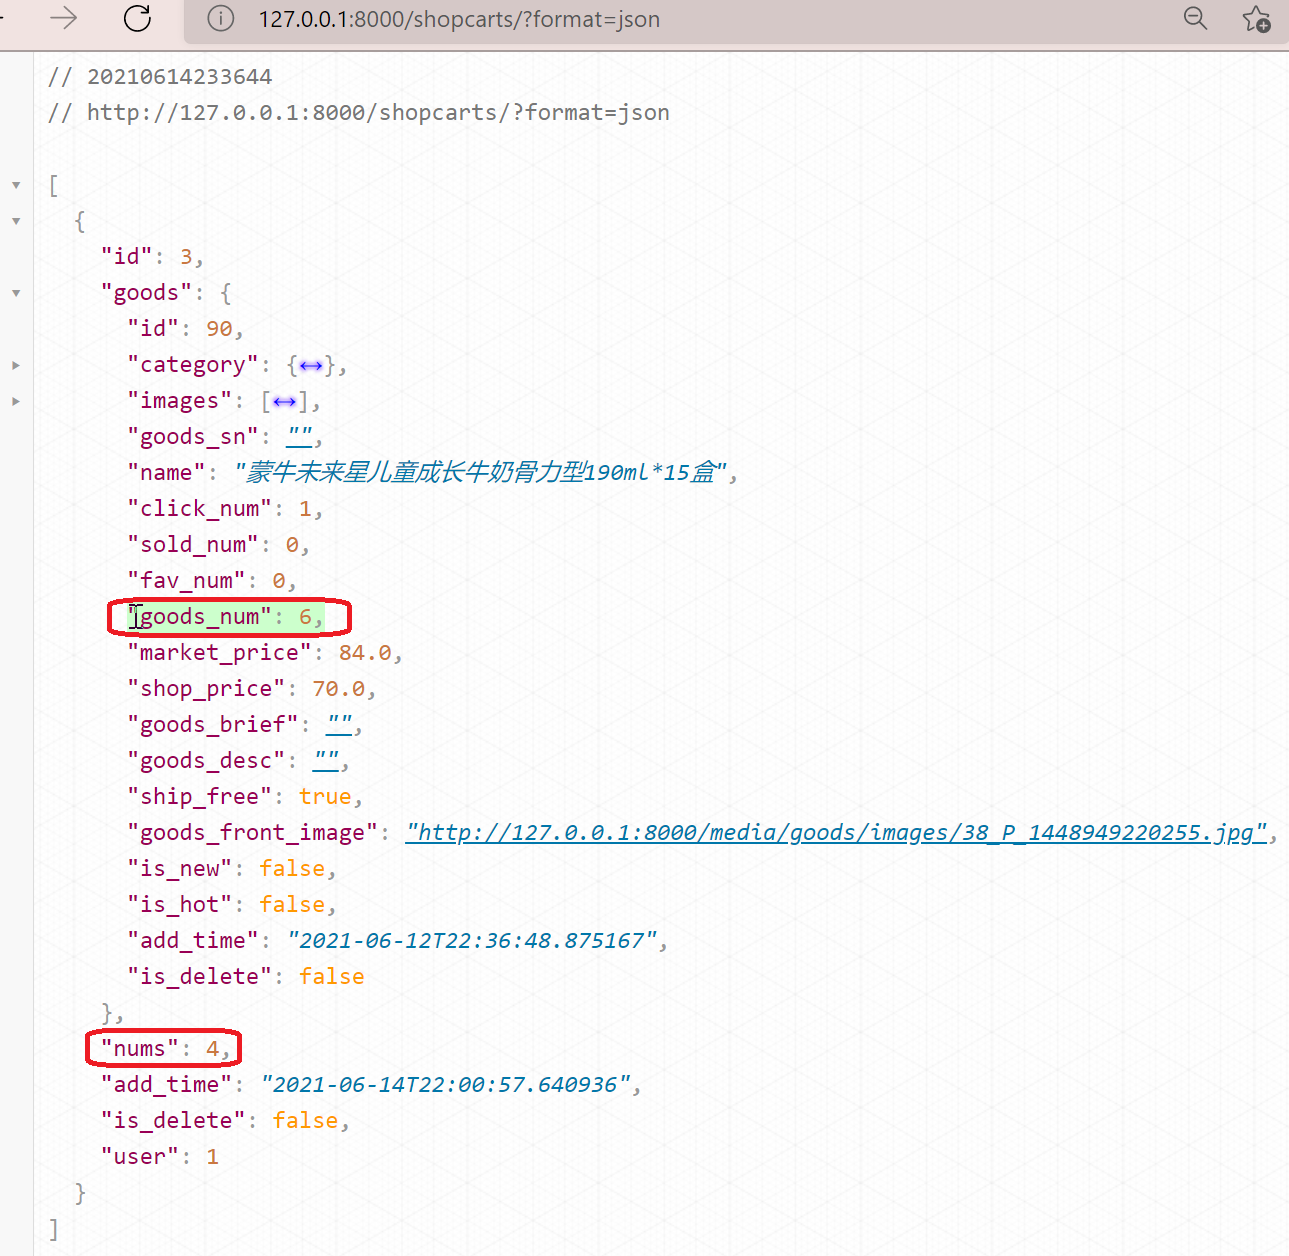 127.0.0.1:8000/shopcarts/?format=json
// 20210614233644
// http://127.0.0.1:8000/shopcarts/?format=json
[
{
"id": 3,
"goods": {
"id": 90,
"category": {↔},
"images": [↔],
"goods_sn": "",
"name": "蒙牛未来星儿童成长牛奶骨力型190ml*15盒",
"click_num": 1,
"sold_num": 0,
"fav_num": 0,
"goods_num": 6,
"market_price": 84.0,
"shop_price": 70.0,
"goods_brief": "",
"goods_desc": "",
"ship_free": true,
"goods_front_image": "http://127.0.0.1:8000/media/goods/images/38_P_1448949220255.jpg",
"is_new": false,
"is_hot": false,
"add_time": "2021-06-12T22:36:48.875167",
"is_delete": false
},
"nums": 4,
"add_time": "2021-06-14T22:00:57.640936",
"is_delete": false,
"user": 1
}
]